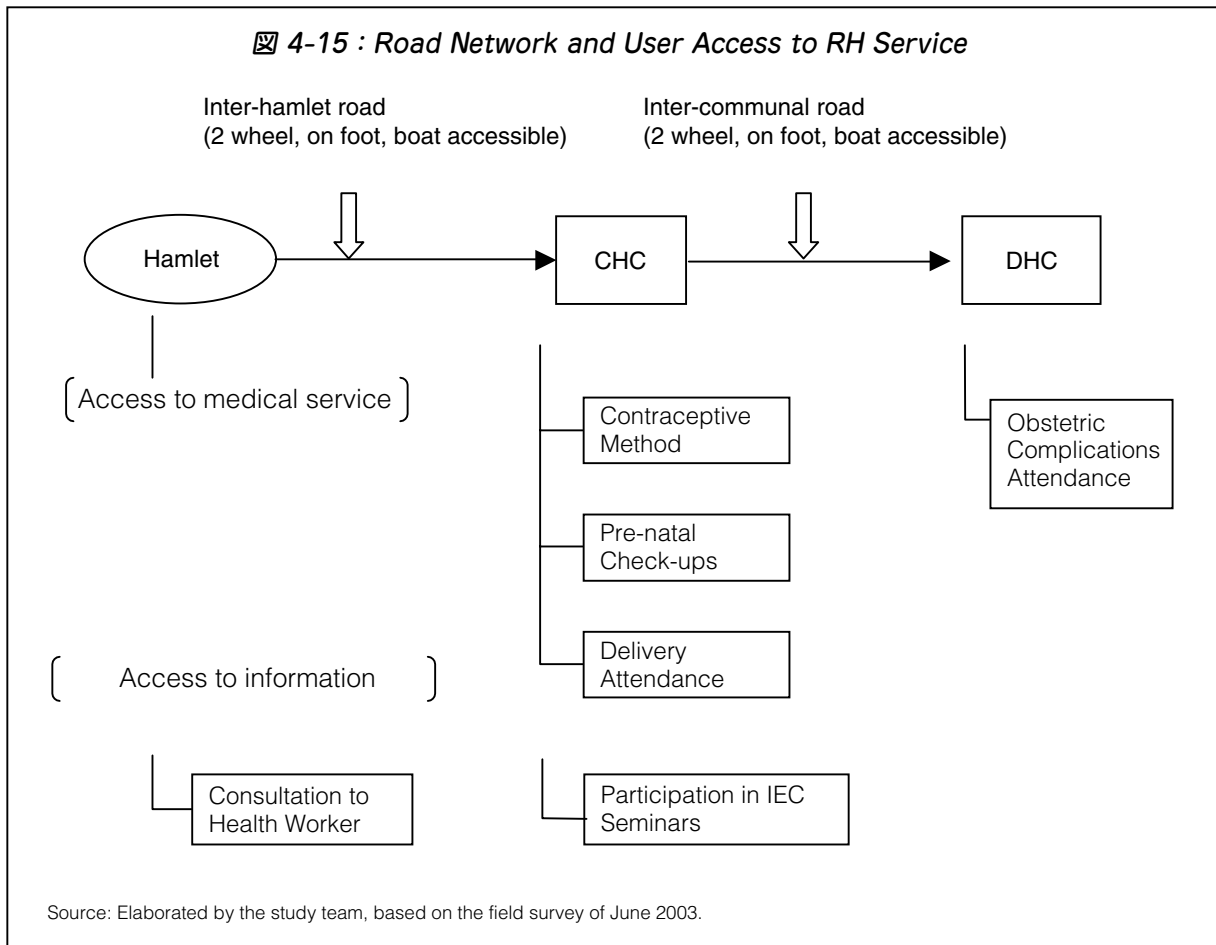 図 4-15 : Road Network and User Access to RH Service
Inter-hamlet road
(2 wheel, on foot, boat accessible)
Inter-communal road
(2 wheel, on foot, boat accessible)
Hamlet
CHC
DHC
Access to medical service
Contraceptive
Method
Obstetric
Complications
Attendance
Pre-natal
Check-ups
Delivery
Attendance
Access to information
Consultation to
Health Worker
Participation in IEC
Seminars
Source: Elaborated by the study team, based on the field survey of June 2003.